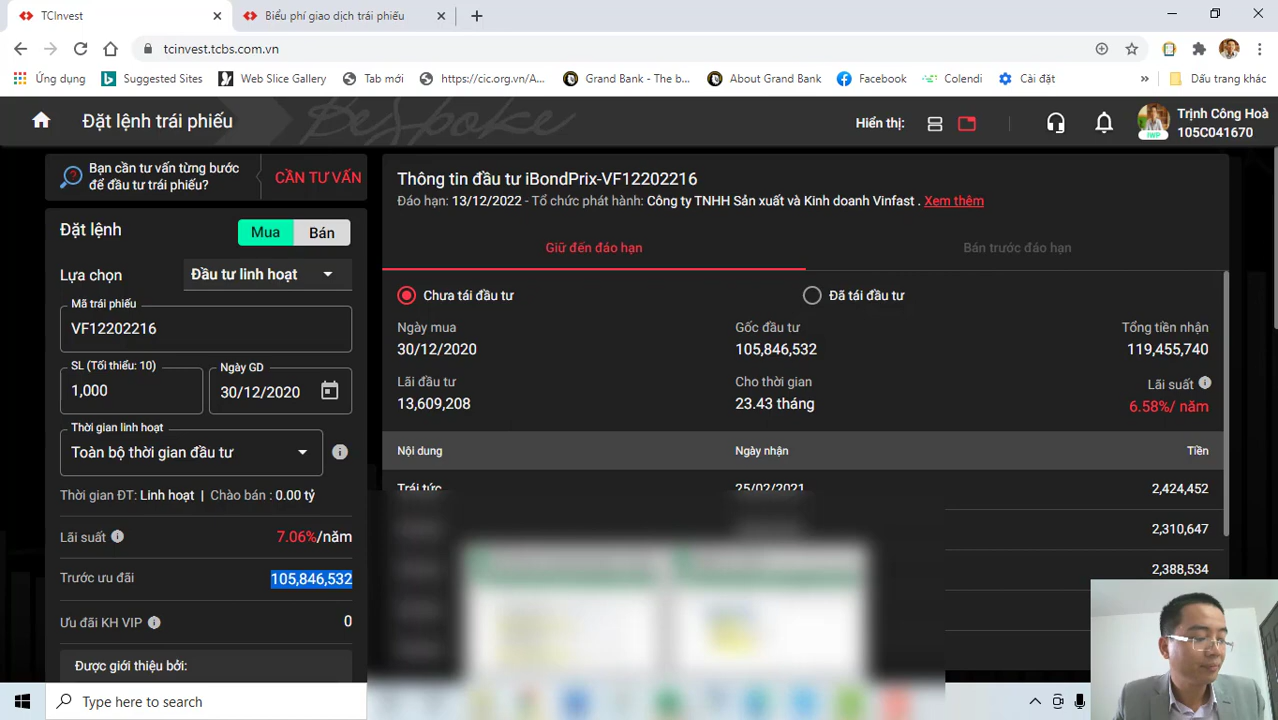 TCInvest
Biểu phí giao dịch trái phiếu
tcinvest.tcbs.com.vn
Ứng dụng
Suggested Sites
Web Slice Gallery
Tab mới
https://cic.org.vn/A...
Grand Bank - The b...
About Grand Bank
Facebook
Colendi
Cài đặt
»
Dấu trang khác
Đặt lệnh trái phiếu
BeSpoke
Hiển thị:
Trịnh Công Hoà
105C041670
IWP
Bạn cần tư vấn từng bước
để đầu tư trái phiếu?
CẦN TƯ VẤN
Đặt lệnh
Mua
Bán
Lựa chọn
Đầu tư linh hoạt
Mã trái phiếu
VF12202216
SL (Tối thiểu: 10)
1,000
Ngày GD
30/12/2020
Thời gian linh hoạt
Toàn bộ thời gian đầu tư
Thời gian ĐT: Linh hoạt | Chào bán : 0.00 tỷ
Lãi suất
7.06%/năm
Trước ưu đãi
105,846,532
Ưu đãi KH VIP
0
Được giới thiệu bởi:
Thông tin đầu tư iBondPrix-VF12202216
Đáo hạn: 13/12/2022 - Tổ chức phát hành: Công ty TNHH Sản xuất và Kinh doanh Vinfast . Xem thêm
Giữ đến đáo hạn
Bán trước đáo hạn
Chưa tái đầu tư
Đã tái đầu tư
Ngày mua
30/12/2020
Gốc đầu tư
105,846,532
Tổng tiền nhận
119,455,740
Lãi đầu tư
13,609,208
Cho thời gian
23.43 tháng
Lãi suất
6.58%/ năm
Nội dung
Ngày nhận
Tiền
Trái tức
25/02/2021
2,424,452
2,310,647
2,388,534
Type here to search